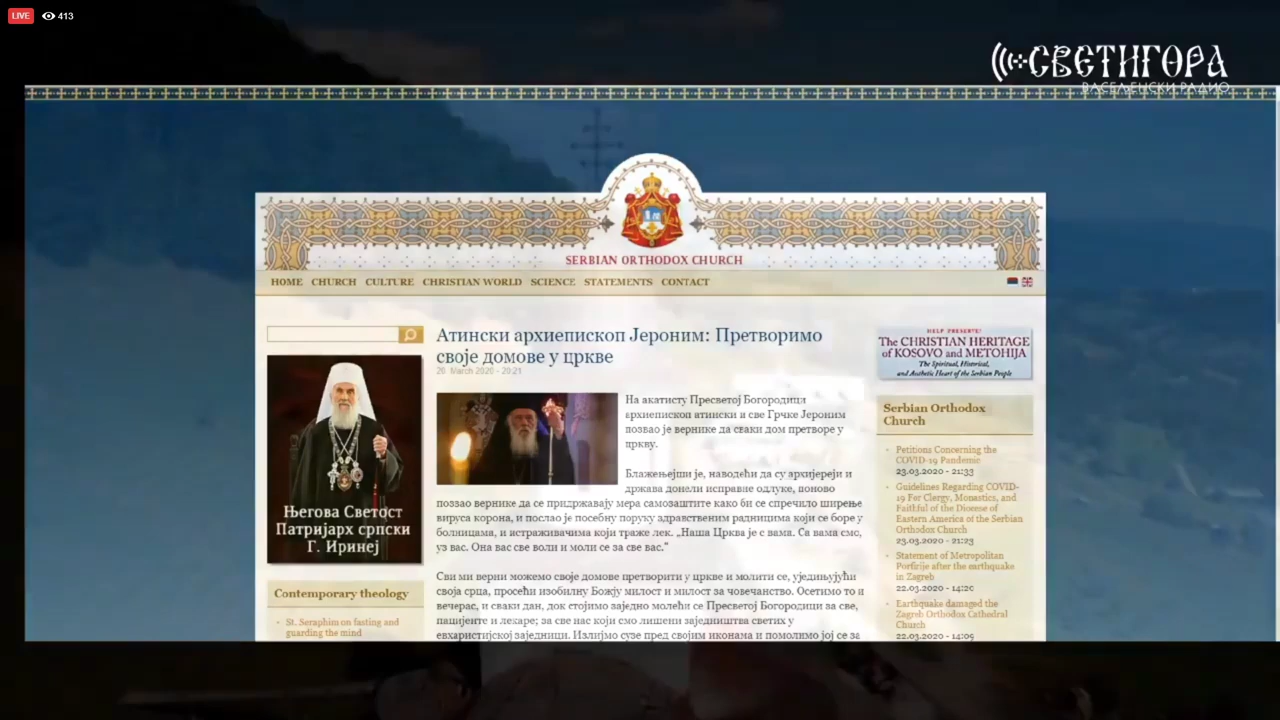 LIVE 413
СВЕТИГОРА
ВАСЕЉЕНСКИ РАДИО
SERBIAN ORTHODOX CHURCH
HOME CHURCH CULTURE CHRISTIAN WORLD SCIENCE STATEMENTS CONTACT
Његова Светост
Патријарх српски
Г. Иринеј
Contemporary theology
St. Seraphim on fasting and
guarding the mind
Атински архиепископ Јероним: Претворимо
своје домове у цркве
28. March 2020 - 20:21
На акатисту Пресветој Богородици
архиепископ атински и све Грчке Јероним
позвао је вернике да сваки дом претворе у
цркву.
Блажењејши је, наводећи да су архијереји и
држава донели исправне одлуке, поново
позвао вернике да се придржавају мера самозаштите како би се спречило ширење
вируса корона, и послао је посебну поруку здравственим радницима који се боре у
болницама, и истраживачима који траже лек. „Наша Црква је с вама. Са вама смо,
уз вас. Она вас све воли и моли се за све вас."
Сви ми верни можемо своје домове претворити у цркве и молити се, уједињујући
своја срца, просећи изобилну Божју милост и милост за човечанство. Осетимо то и
вечерас, и сваки дан, док стојимо заједно молећи се Пресветој Богородици за све,
пацијенте и лекаре; за све нас који смо лишени заједништва светих у
евхаристијској заједници. Излијмо сузе пред својим иконама и помолимо јој се за
HELP PRESERVE!
The CHRISTIAN HERITAGE
of KOSOVO and METOHIJA
The Spiritual, Historical,
and Aesthetic Heart of the Serbian People
Serbian Orthodox
Church
Petitions Concerning the
COVID-19 Pandemic
23.03.2020 - 21:33
Guidelines Regarding COVID-
19 For Clergy, Monastics, and
Faithful of the Diocese of
Eastern America of the Serbian
Orthodox Church
23.03.2020 - 21:23
Statement of Metropolitan
Porfirije after the earthquake
in Zagreb
22.03.2020 - 14:20
Earthquake damaged the
Zagreb Orthodox Cathedral
Church
22.03.2020 - 14:05